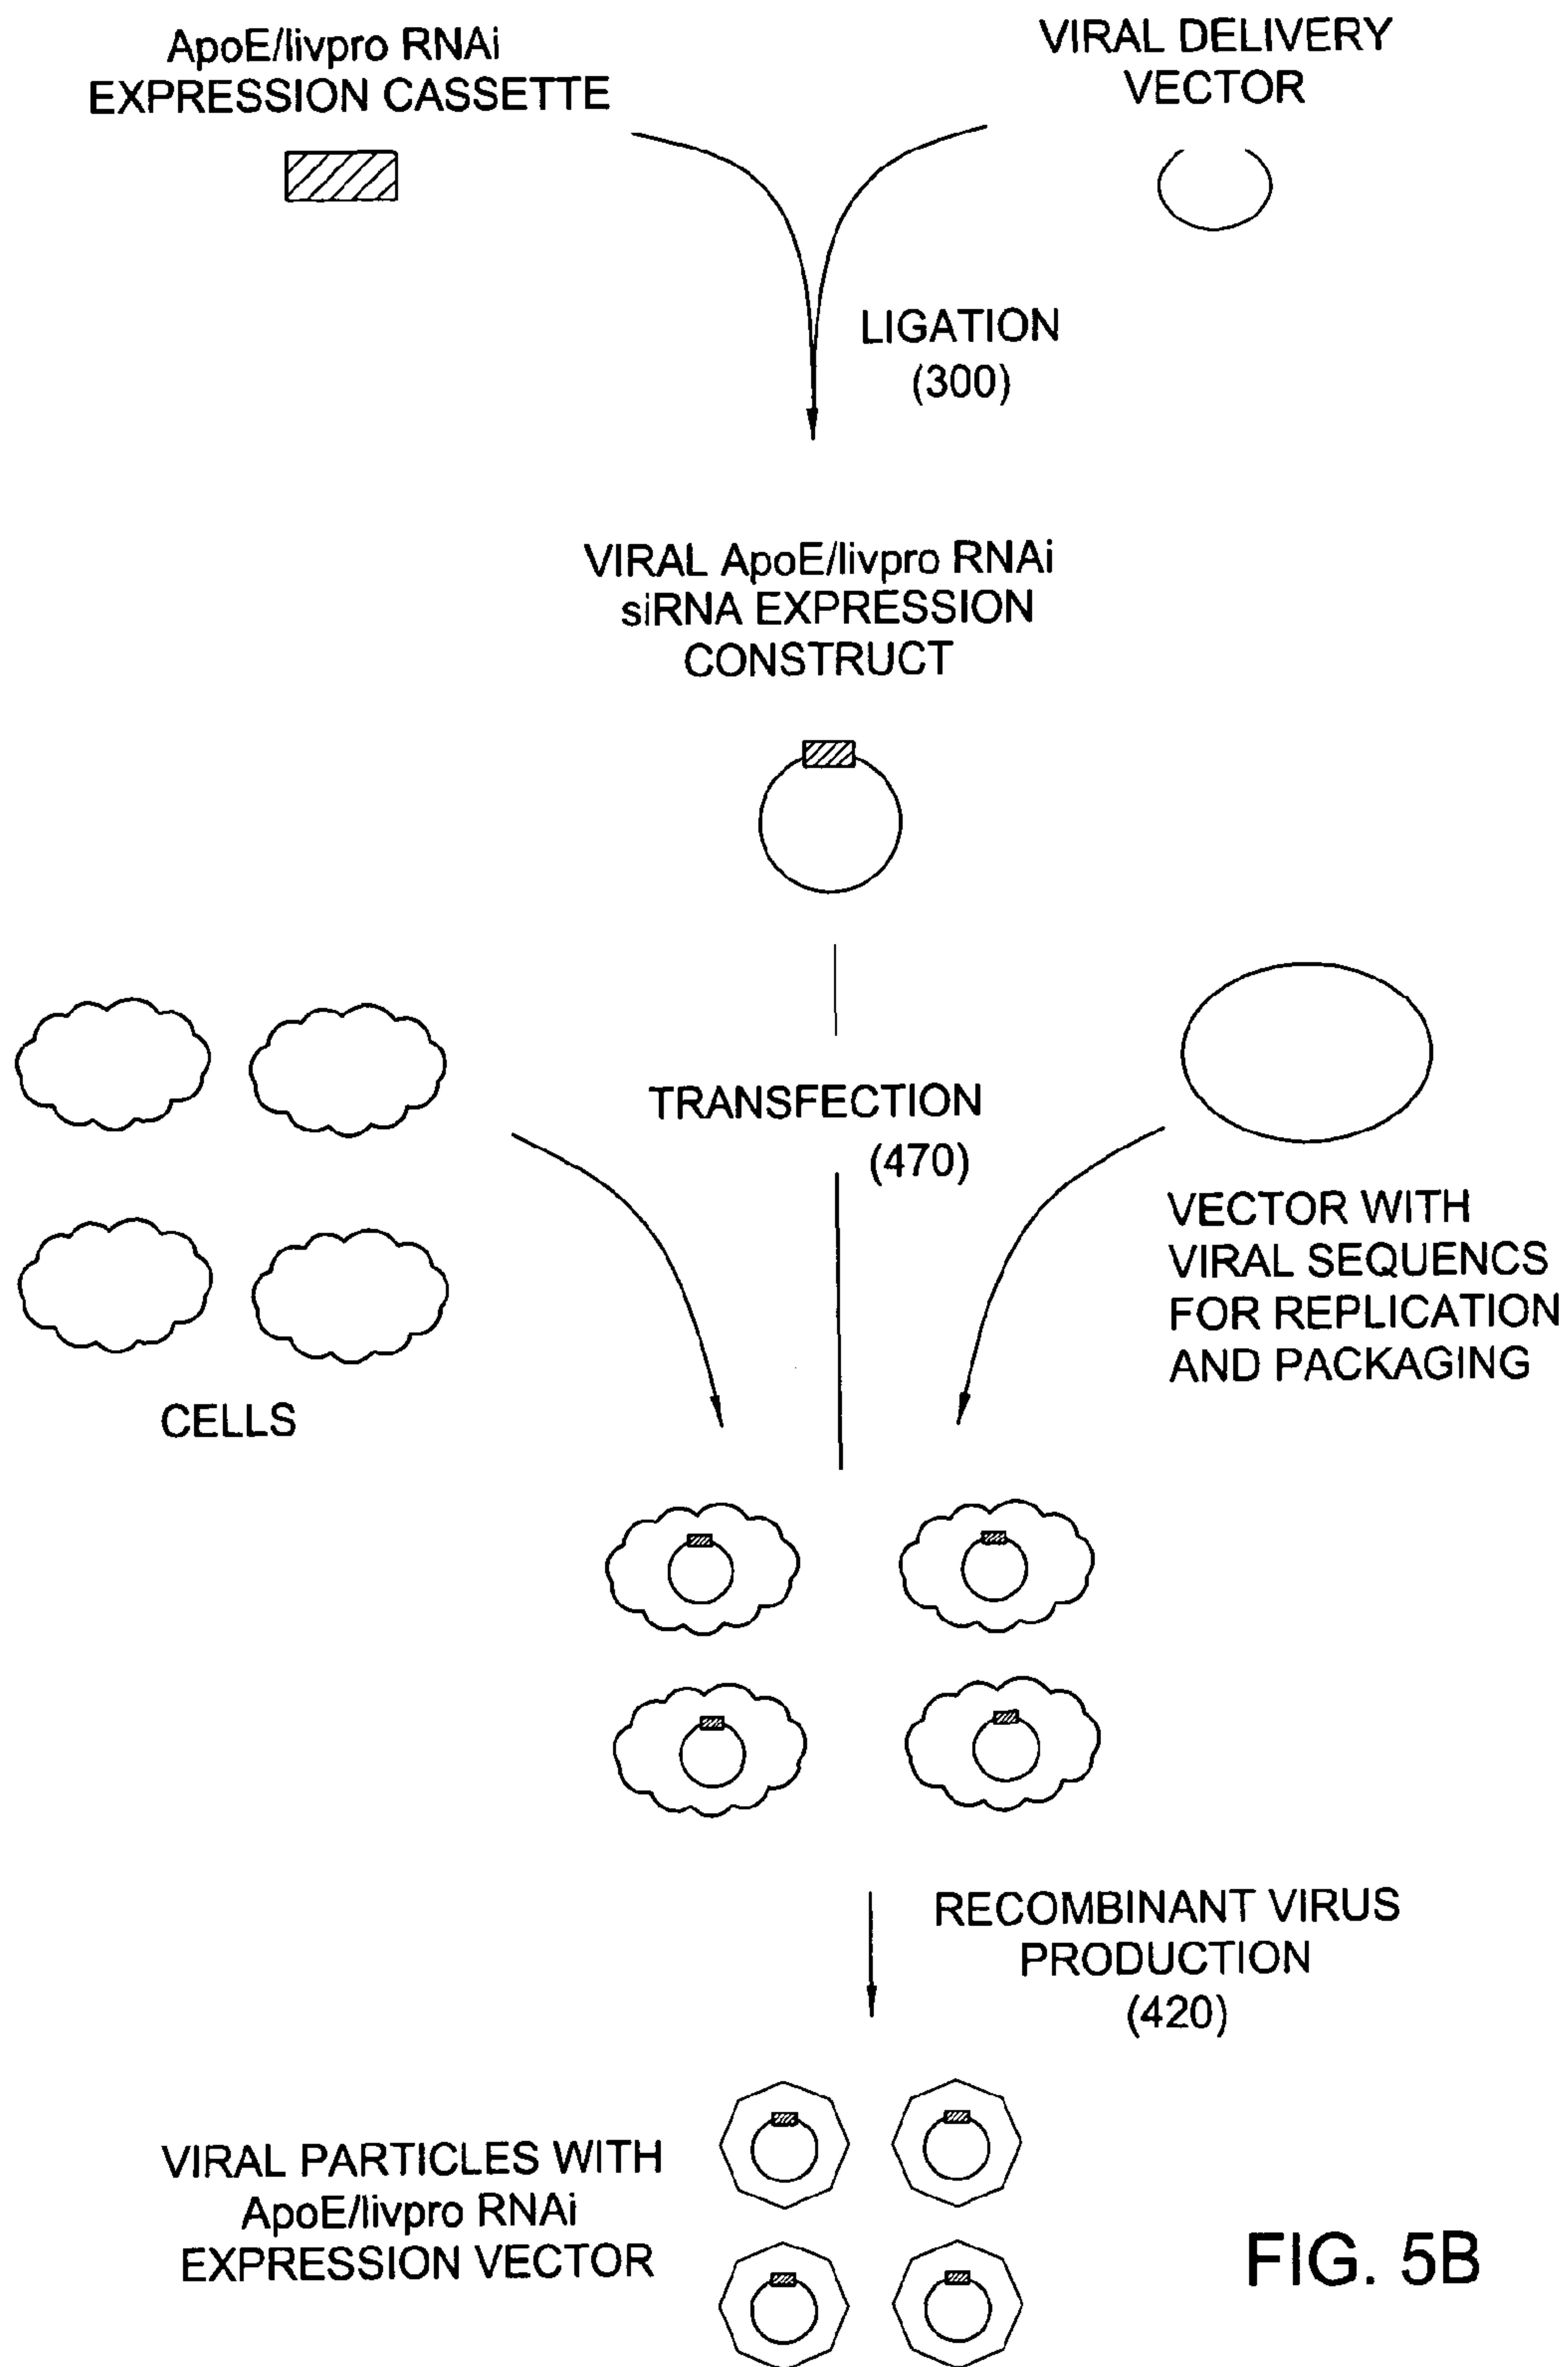 ApoE/livpro RNAi
EXPRESSION CASSETTE
VIRAL DELIVERY
VECTOR
LIGATION
(300)
VIRAL ApoE/livpro RNAi
siRNA EXPRESSION
CONSTRUCT
TRANSFECTION
(470)
VECTOR WITH
VIRAL SEQUENCS
FOR REPLICATION
AND PACKAGING
CELLS
RECOMBINANT VIRUS
PRODUCTION
(420)
VIRAL PARTICLES WITH
ApoE/livpro RNAi
EXPRESSION VECTOR
FIG. 5B